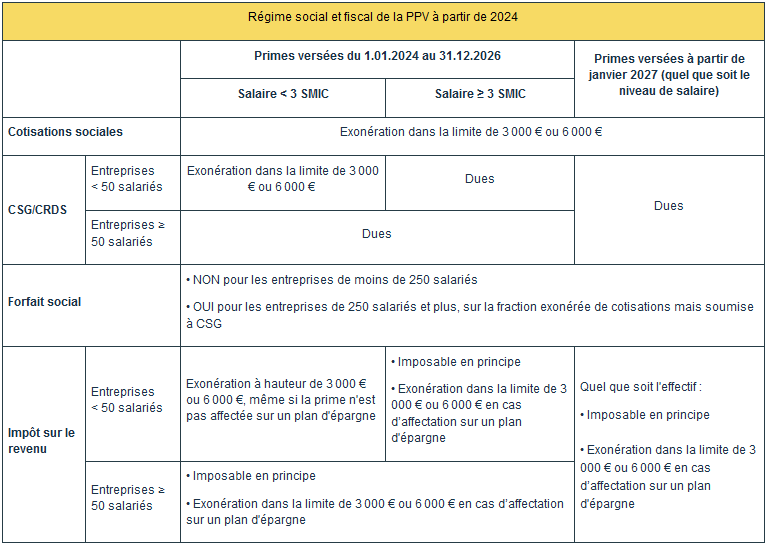 Régime social et fiscal de la PPV à partir de 2024
Primes versées du 1.01.2024 au 31.12.2026
Primes versées à partir de
janvier 2027 (quel que soit le
niveau de salaire)
Salaire < 3 SMIC
Salaire ≥ 3 SMIC
Cotisations sociales
Exonération dans la limite de 3 000 € ou 6 000 €
CSG/CRDS
Entreprises
< 50 salariés
Exonération dans la limite de 3 000
€ ou 6 000 €
Dues
Dues
Entreprises ≥
50 salariés
Dues
Forfait social
• NON pour les entreprises de moins de 250 salariés
• OUI pour les entreprises de 250 salariés et plus, sur la fraction exonérée de cotisations mais soumise
à CSG
Impôt sur le
revenu
Entreprises
< 50 salariés
Exonération à hauteur de 3 000 €
ou 6 000 €, même si la prime n'est
pas affectée sur un plan d'épargne
• Imposable en principe
• Exonération dans la limite de 3
000 € ou 6 000 € en cas
d'affectation sur un plan
d'épargne
Quel que soit l'effectif :
• Imposable en principe
• Exonération dans la limite de 3
000 € ou 6 000 € en cas
d'affectation sur un plan
d'épargne
Entreprises ≥
50 salariés
• Imposable en principe
• Exonération dans la limite de 3 000 € ou 6 000 € en cas d'affectation
sur un plan d'épargne